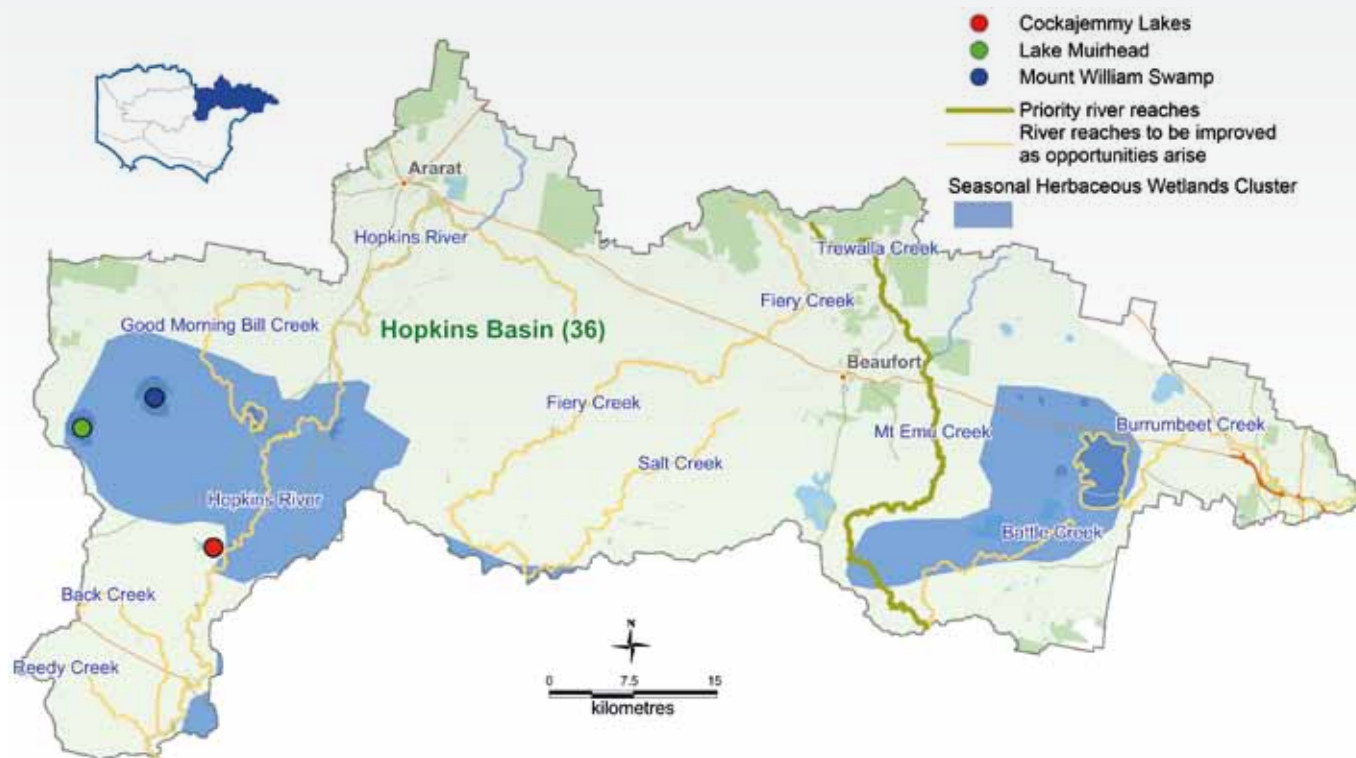 Cockajemmy Lakes
Lake Muirhead
Mount William Swamp
Priority river reaches
River reaches to be improved
as opportunities arise
Seasonal Herbaceous Wetlands Cluster
Ararat
Hopkins River
Trewalla Creek
Fiery Creek
Good Morning Bill Creek
Hopkins Basin (36)
Beaufort
Fiery Creek
Mt Emu Creek
Burrumbeet Creek
Salt Creek
Hopkins River
Battle Creek
Back Creek
Reedy Creek
N
0 7.5 15
kilometres